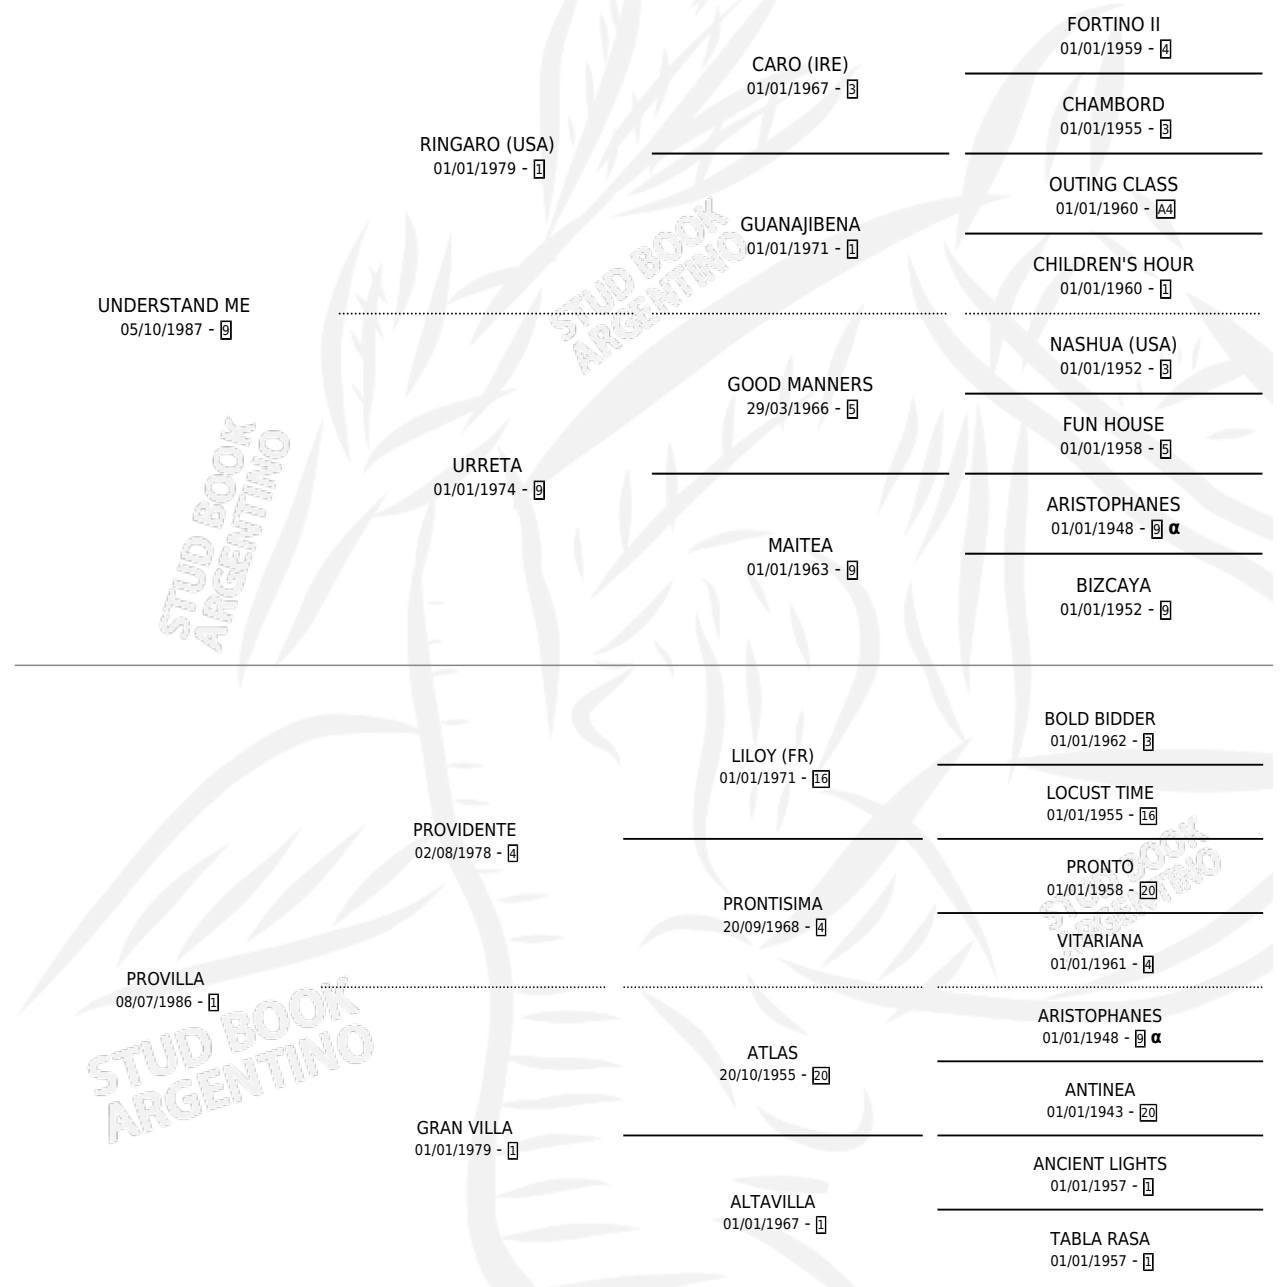 FORTINO II
01/01/1959 - 4
CARO (IRE)
01/01/1967 - 3
CHAMBORD
01/01/1955 - 3
RINGARO (USA)
01/01/1979 - 1
OUTING CLASS
01/01/1960 - A4
GUANAJIBENA
01/01/1971 - 1
CHILDREN'S HOUR
01/01/1960 - 1
UNDERSTAND ME
05/10/1987 - 9
NASHUA (USA)
01/01/1952 - 3
GOOD MANNERS
29/03/1966 - 5
FUN HOUSE
01/01/1958 - 5
URRETA
01/01/1974 - 9
ARISTOPHANES
01/01/1948 - 9 α
MAITEA
01/01/1963 - 9
BIZCAYA
01/01/1952 - 9
BOLD BIDDER
01/01/1962 - 3
LILOY (FR)
01/01/1971 - 16
LOCUST TIME
01/01/1955 - 16
PROVIDENTE
02/08/1978 - 4
PRONTO
01/01/1958 - 20
PRONTISIMA
20/09/1968 - 4
VITARIANA
01/01/1961 - 4
PROVILLA
08/07/1986 - 1
ARISTOPHANES
01/01/1948 - 9 α
ATLAS
20/10/1955 - 20
ANTINEA
01/01/1943 - 20
GRAN VILLA
01/01/1979 - 1
ANCIENT LIGHTS
01/01/1957 - 1
ALTAVILLA
01/01/1967 - 1
TABLA RASA
01/01/1957 - 1
STUD BOOK
ARGENTINO
STUD BOOK
ARGENTINO
STUD BOOK
ARGENTINO
STUD BOOK
ARGENTINO